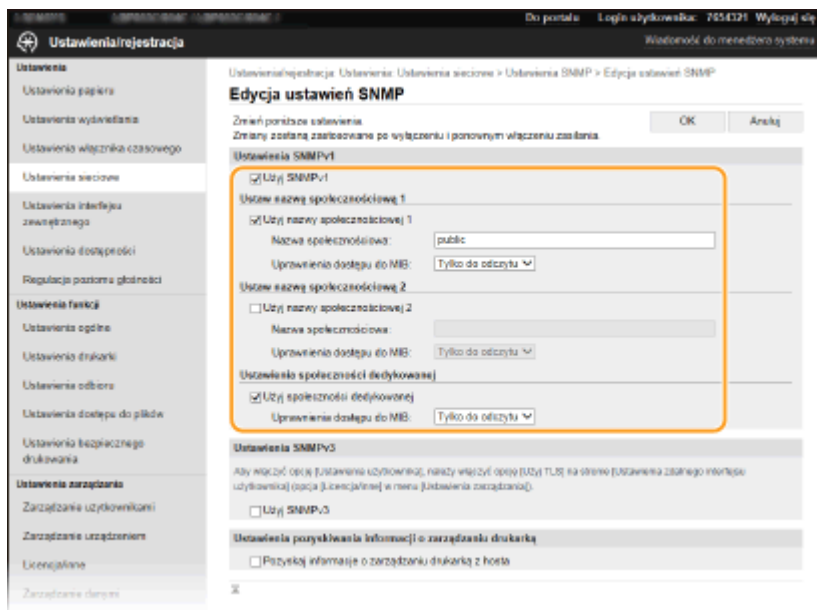 Do portalu Login użytkownika: 7654321 Wyloguj się
Ustawienia/rejestracja
Wiadomość do menedżera systemu
Ustawienia
Ustawienia papieru
Ustawienia wyświetlania
Ustawienia włącznika czasowego
Ustawienia sieciowe
Ustawienia interfejsu
zewnętrznego
Ustawienia dostępności
Regulacja poziomu głośności
Ustawienia funkcji
Ustawienia ogólne
Ustawienia drukarki
Ustawienia odbioru
Ustawienia dostępu do plików
Ustawienia bezpiecznego
drukowania
Ustawienia zarządzania
Zarządzanie użytkownikami
Zarządzanie urządzeniem
Licencja/inne
Zarządzanie danymi
Ustawienia/rejestracja: Ustawienia: Ustawienia sieciowe > Ustawienia SNMP > Edycja ustawień SNMP
Edycja ustawień SNMP
Zmień poniższe ustawienia.
Zmiany zostaną zastosowane po wyłączeniu i ponownym włączeniu zasilania.
OK Anuluj
Ustawienia SNMPv1
Użyj SNMPv1
Ustaw nazwę społecznościową 1
Użyj nazwy społecznościowej 1
Nazwa społecznościowa: public
Uprawnienia dostępu do MIB: Tylko do odczytu
Ustaw nazwę społecznościową 2
Użyj nazwy społecznościowej 2
Nazwa społecznościowa:
Uprawnienia dostępu do MIB: Tylko do odczytu
Ustawienia społeczności dedykowanej
Użyj społeczności dedykowanej
Uprawnienia dostępu do MIB: Tylko do odczytu
Ustawienia SNMPv3
Aby włączyć opcję [Ustawienia użytkownika], należy włączyć opcję [Użyj TLS] na stronie [Ustawienia zdalnego interfejsu
użytkownika] (opcja [Licencja/inne] w menu [Ustawienia zarządzania]).
Użyj SNMPv3
Ustawienia pozyskiwania informacji o zarządzaniu drukarką
Pozyskaj informacje o zarządzaniu drukarką z hosta